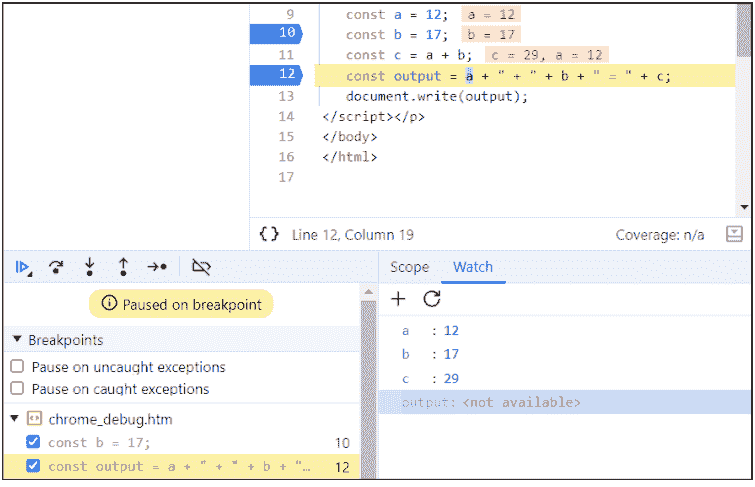 9 const a = 12; a = 12
10 const b = 17; b = 17
11 const c = a + b; c = 29, a = 12
12 const output = a + " + " + b + " = " + c;
13 document.write(output);
14 </script></p>
15 </body>
16 </html>
17
{} Line 12, Column 19 Coverage: n/a
Paused on breakpoint
Breakpoints
Pause on uncaught exceptions
Pause on caught exceptions
chrome_debug.htm
const b = 17; 10
const output = a + " + " + b + "… 12
Scope Watch
a : 12
b : 17
c : 29
output: <not available>